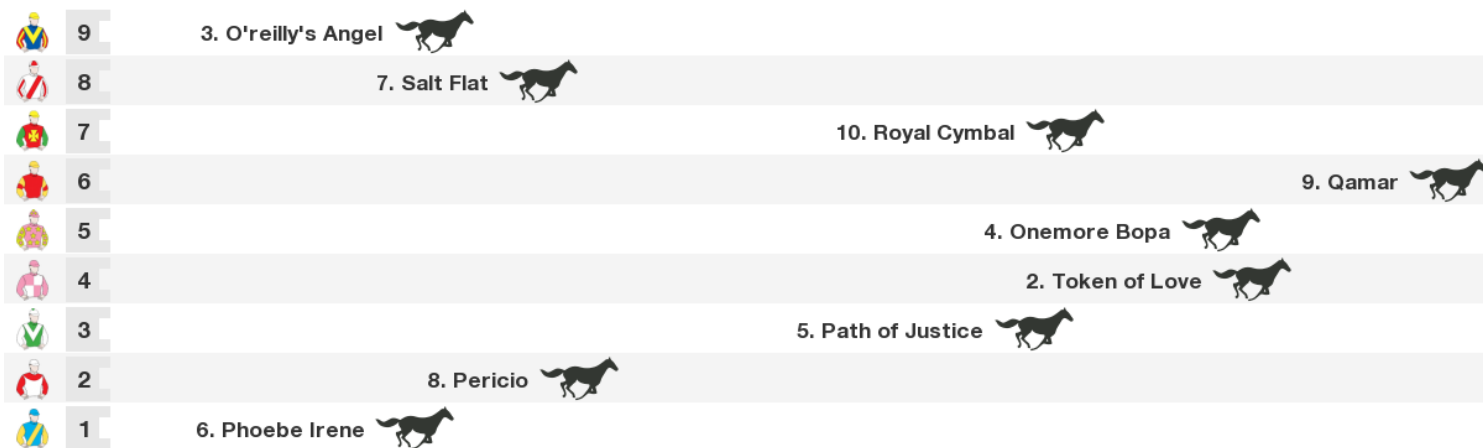 9 3. O'reilly's Angel
8 7. Salt Flat
7 10. Royal Cymbal
6 9. Qamar
5 4. Onemore Bopa
4 2. Token of Love
3 5. Path of Justice
2 8. Pericio
1 6. Phoebe Irene